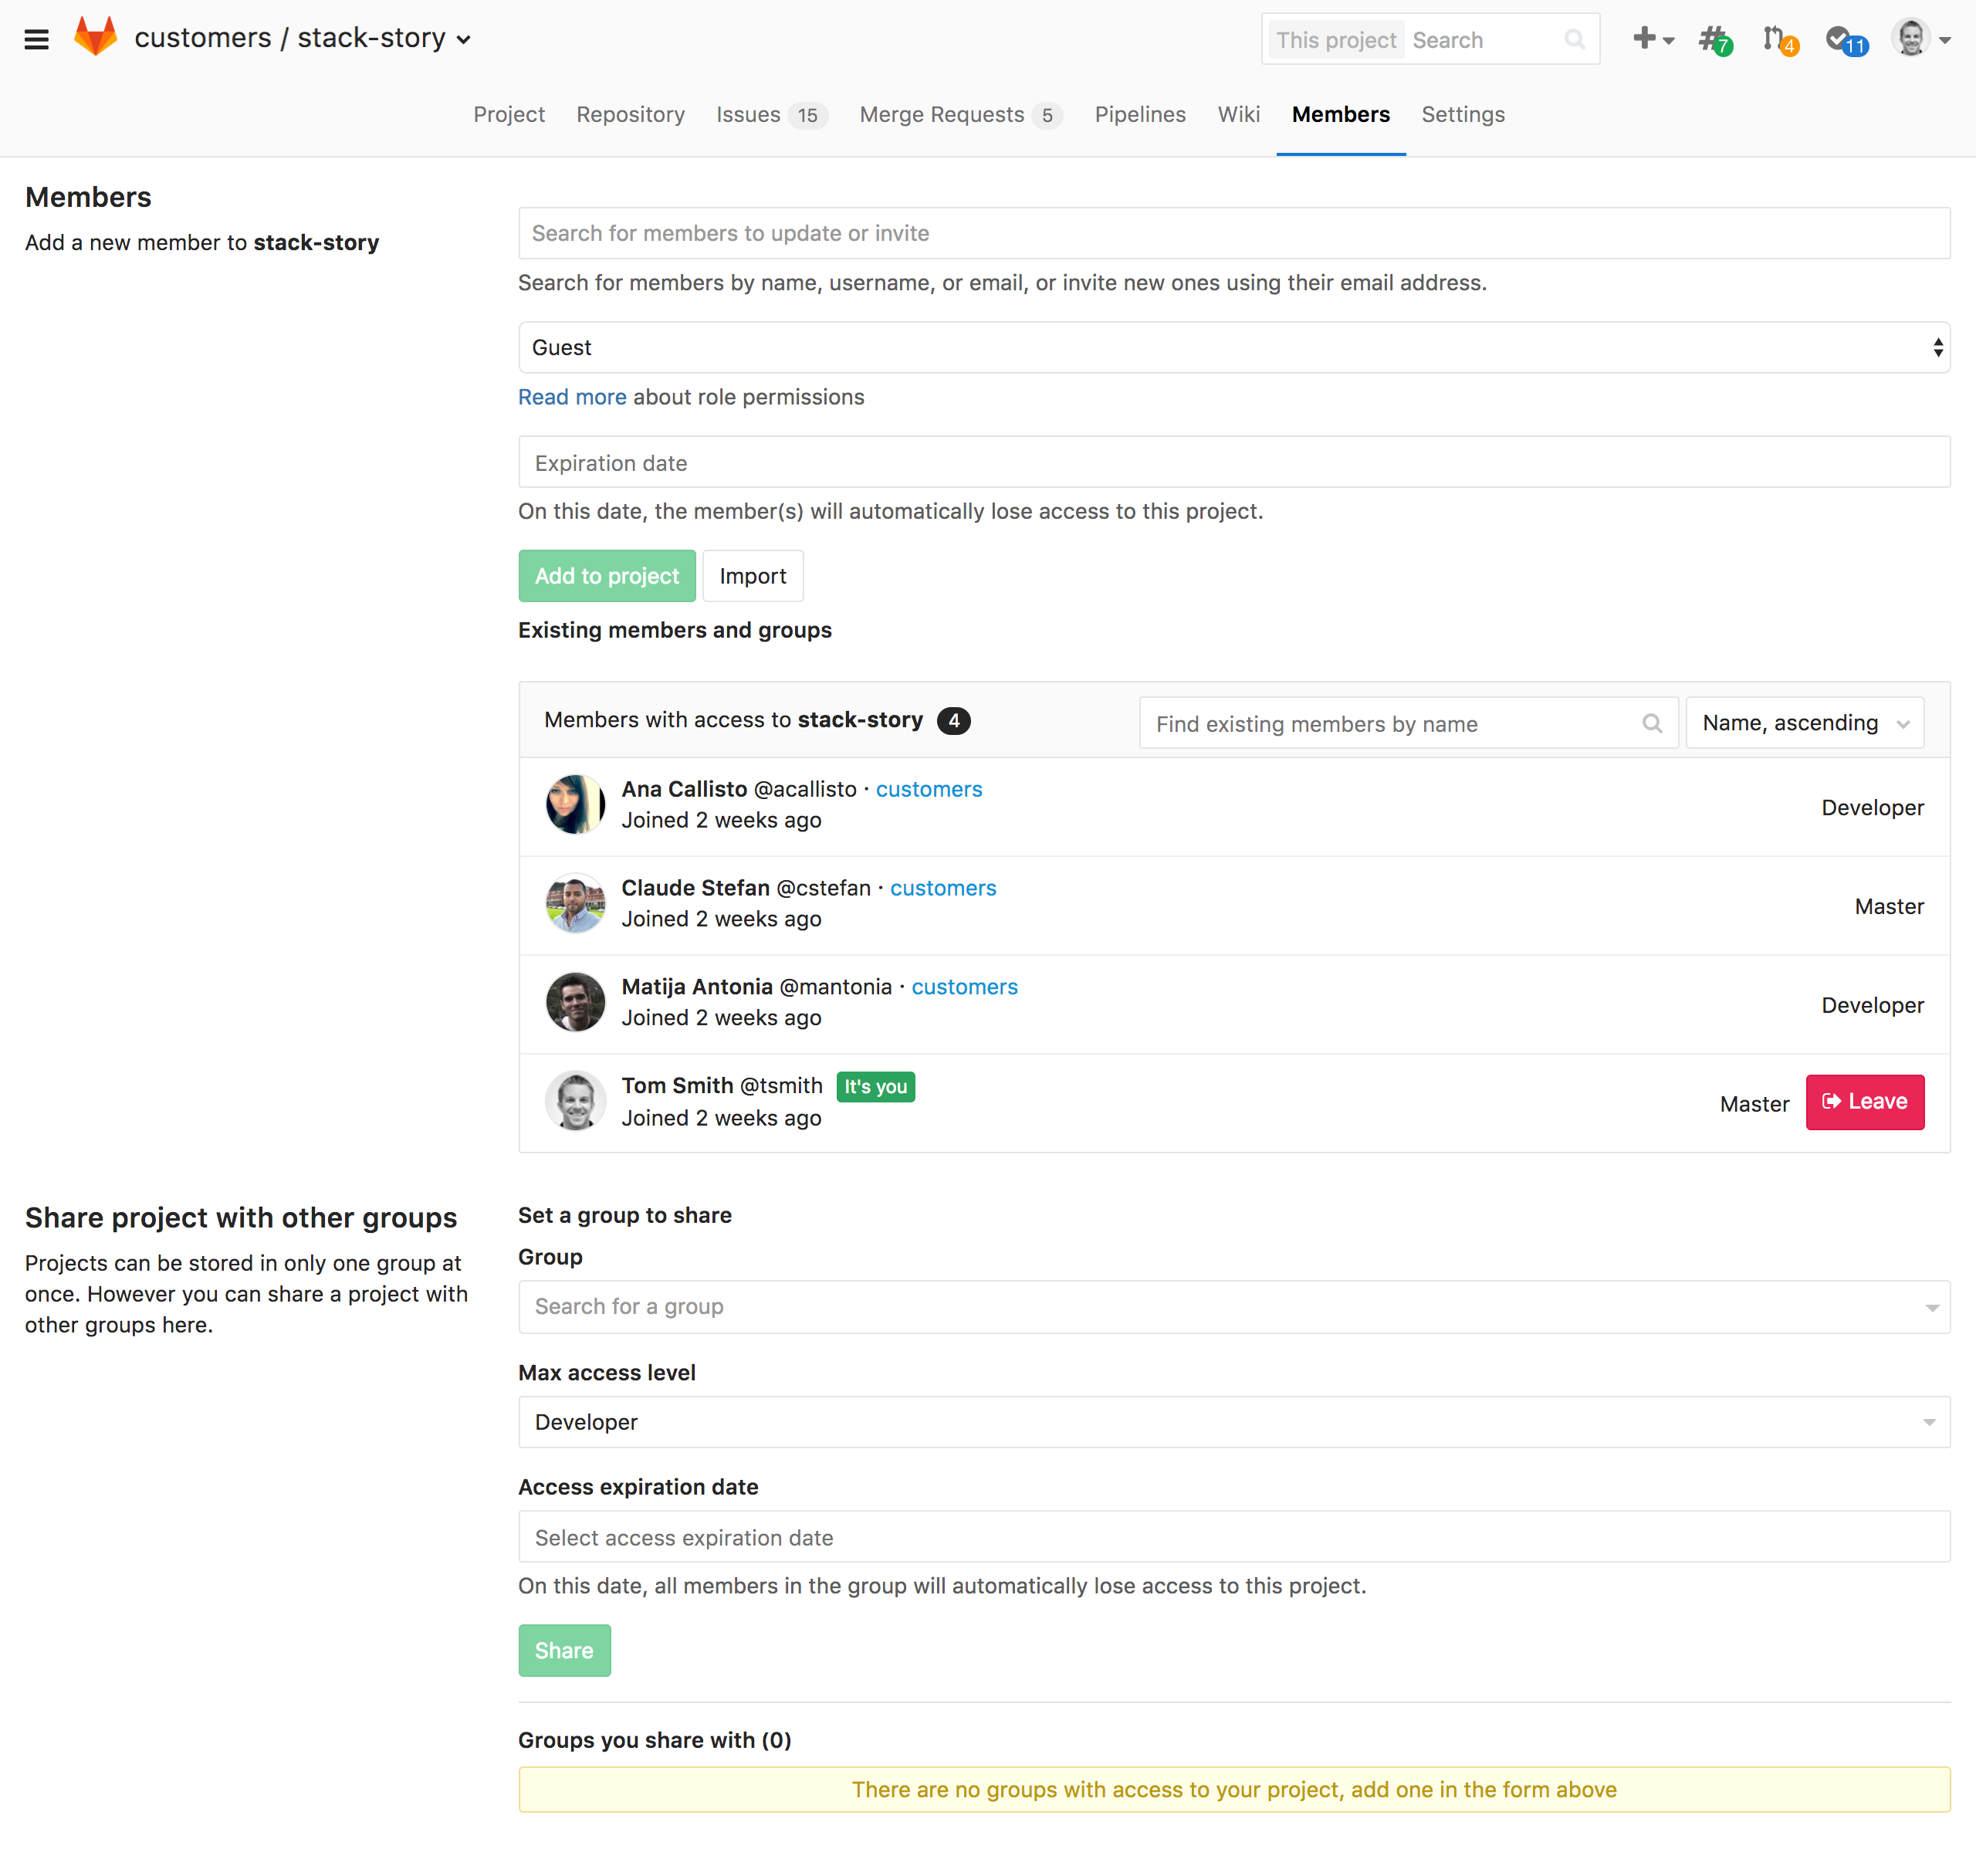 customers / stack-story
This project Search
7
4
11
Project Repository Issues 15 Merge Requests 5 Pipelines Wiki Members Settings
Members
Add a new member to stack-story
Search for members to update or invite
Search for members by name, username, or email, or invite new ones using their email address.
Guest
Read more about role permissions
Expiration date
On this date, the member(s) will automatically lose access to this project.
Add to project Import
Existing members and groups
Members with access to stack-story 4
Find existing members by name
Name, ascending
Ana Callisto @acallisto · customers
Joined 2 weeks ago
Developer
Claude Stefan @cstefan · customers
Joined 2 weeks ago
Master
Matija Antonia @mantonia · customers
Joined 2 weeks ago
Developer
Tom Smith @tsmith It's you
Joined 2 weeks ago
Master Leave
Share project with other groups
Projects can be stored in only one group at
once. However you can share a project with
other groups here.
Set a group to share
Group
Search for a group
Max access level
Developer
Access expiration date
Select access expiration date
On this date, all members in the group will automatically lose access to this project.
Share
Groups you share with (0)
There are no groups with access to your project, add one in the form above